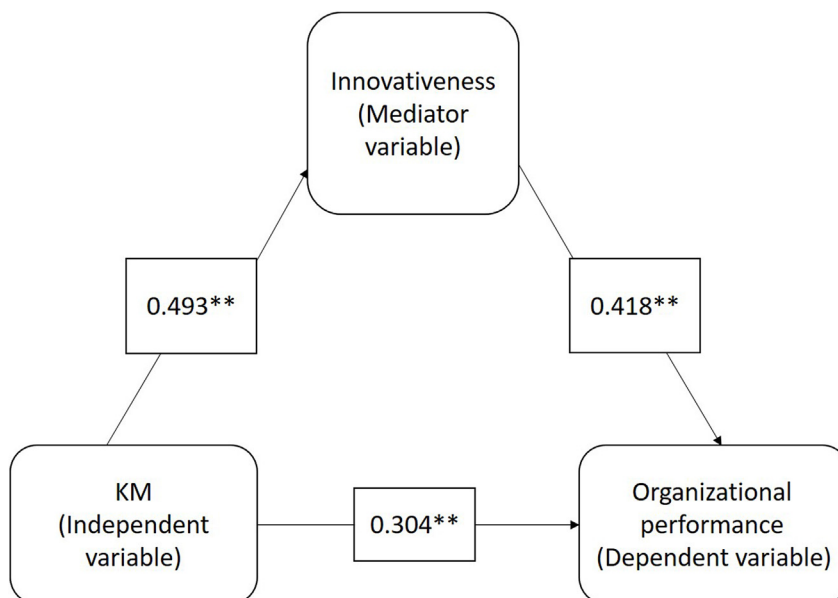 Innovativeness
(Mediator
variable)
0.493**
0.418**
KM
(Independent
variable)
0.304**
Organizational
performance
(Dependent variable)